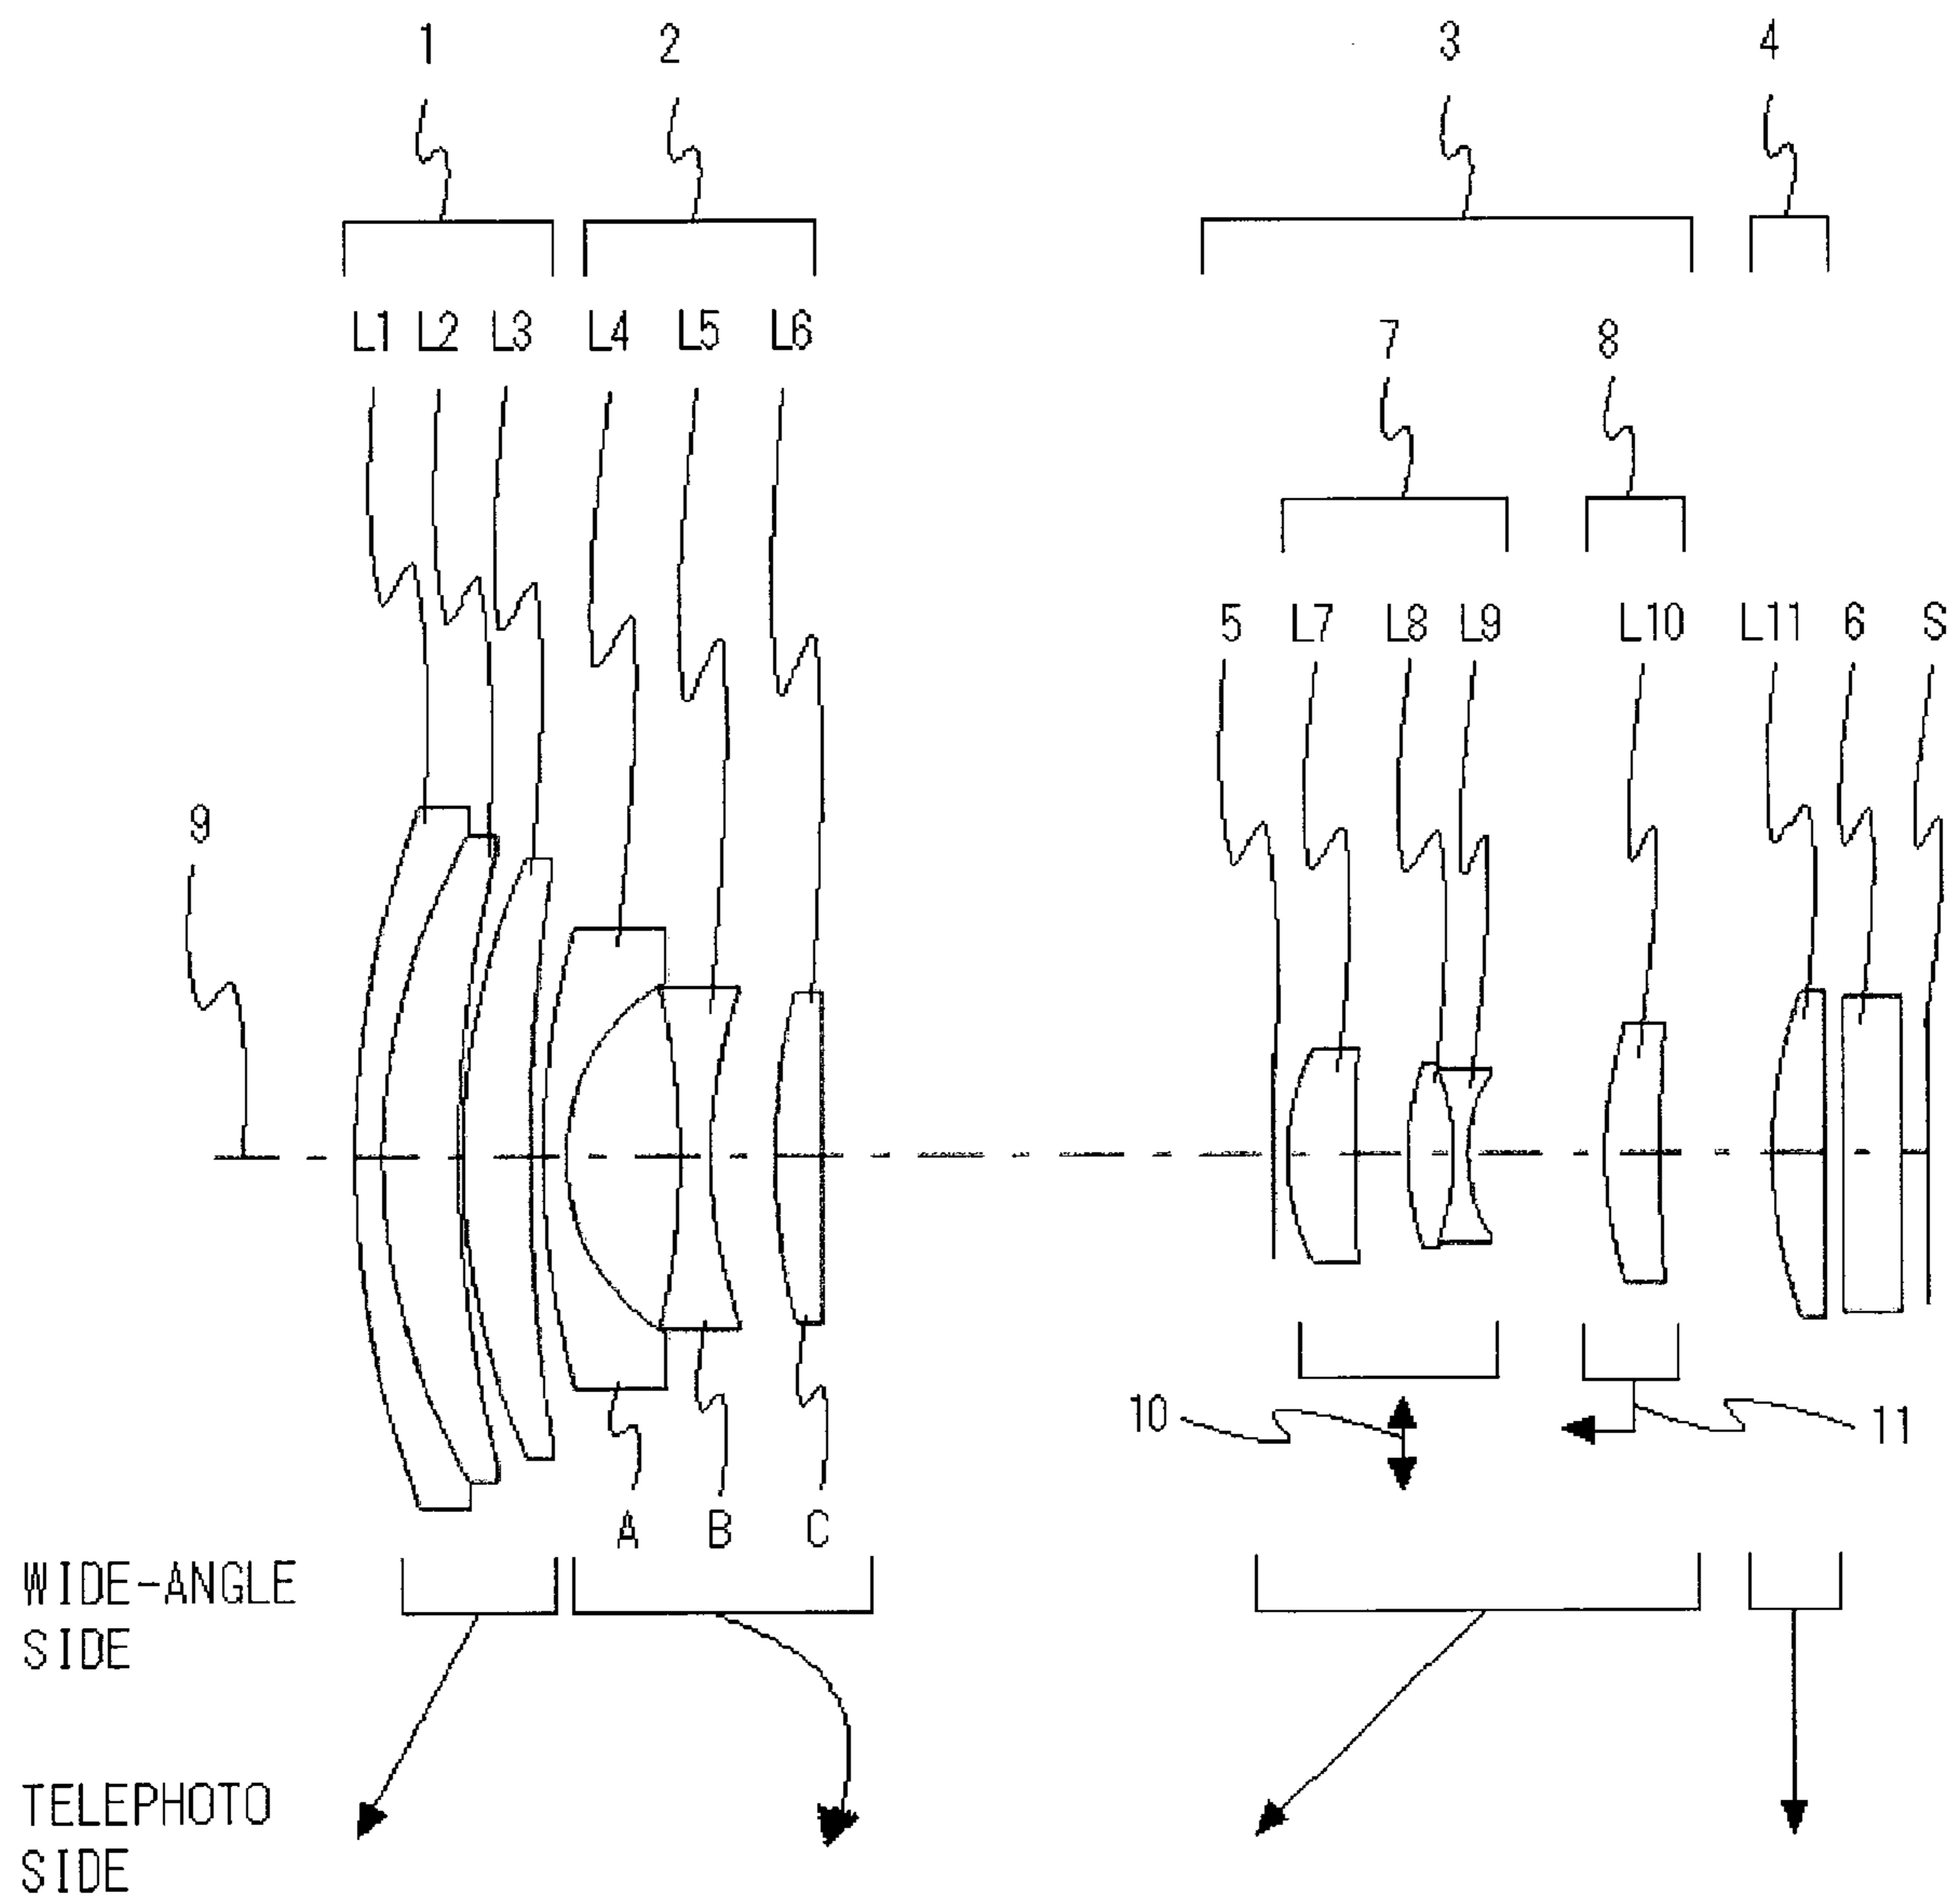 1 2 3 4
L1 L2 L3 L4 L5 L6
7 8
5 L7 L8 L9 L10 L11 6 S
9
10 11
A B C
WIDE-ANGLE
SIDE
TELEPHOTO
SIDE